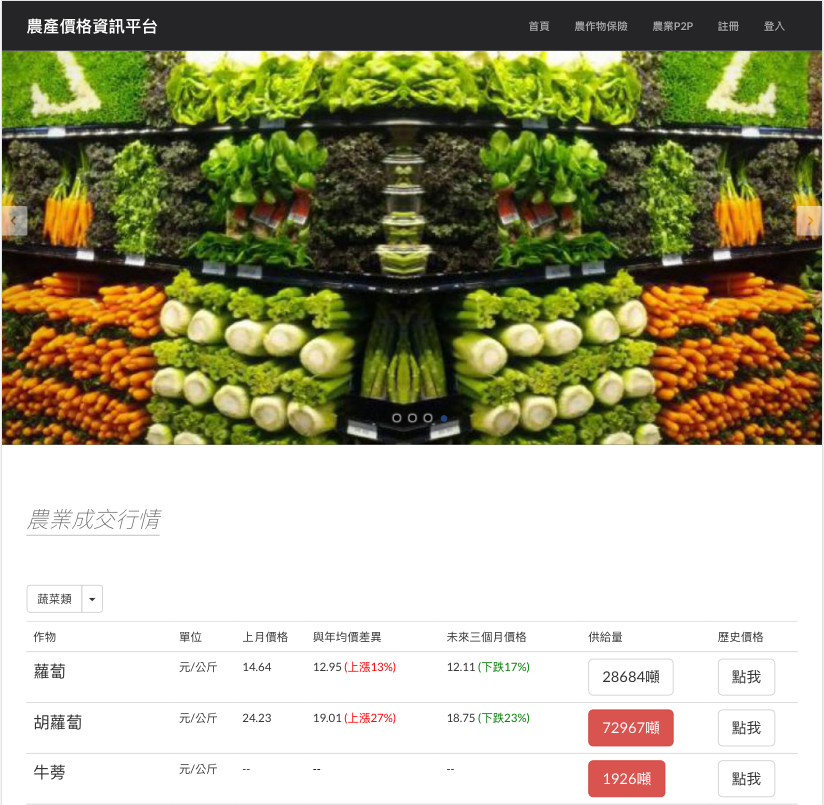 農產價格資訊平台 首頁 農作物保險 農業P2P 註冊 登入
農業成交行情
蔬菜類
作物 單位 上月價格 與年均價差異 未來三個月價格 供給量 歷史價格
蘿蔔 元/公斤 14.64 12.95 (上漲13%) 12.11 (下跌17%) 28684噸 點我
胡蘿蔔 元/公斤 24.23 19.01 (上漲27%) 18.75 (下跌23%) 72967噸 點我
牛蒡 元/公斤 -- -- -- 1926噸 點我